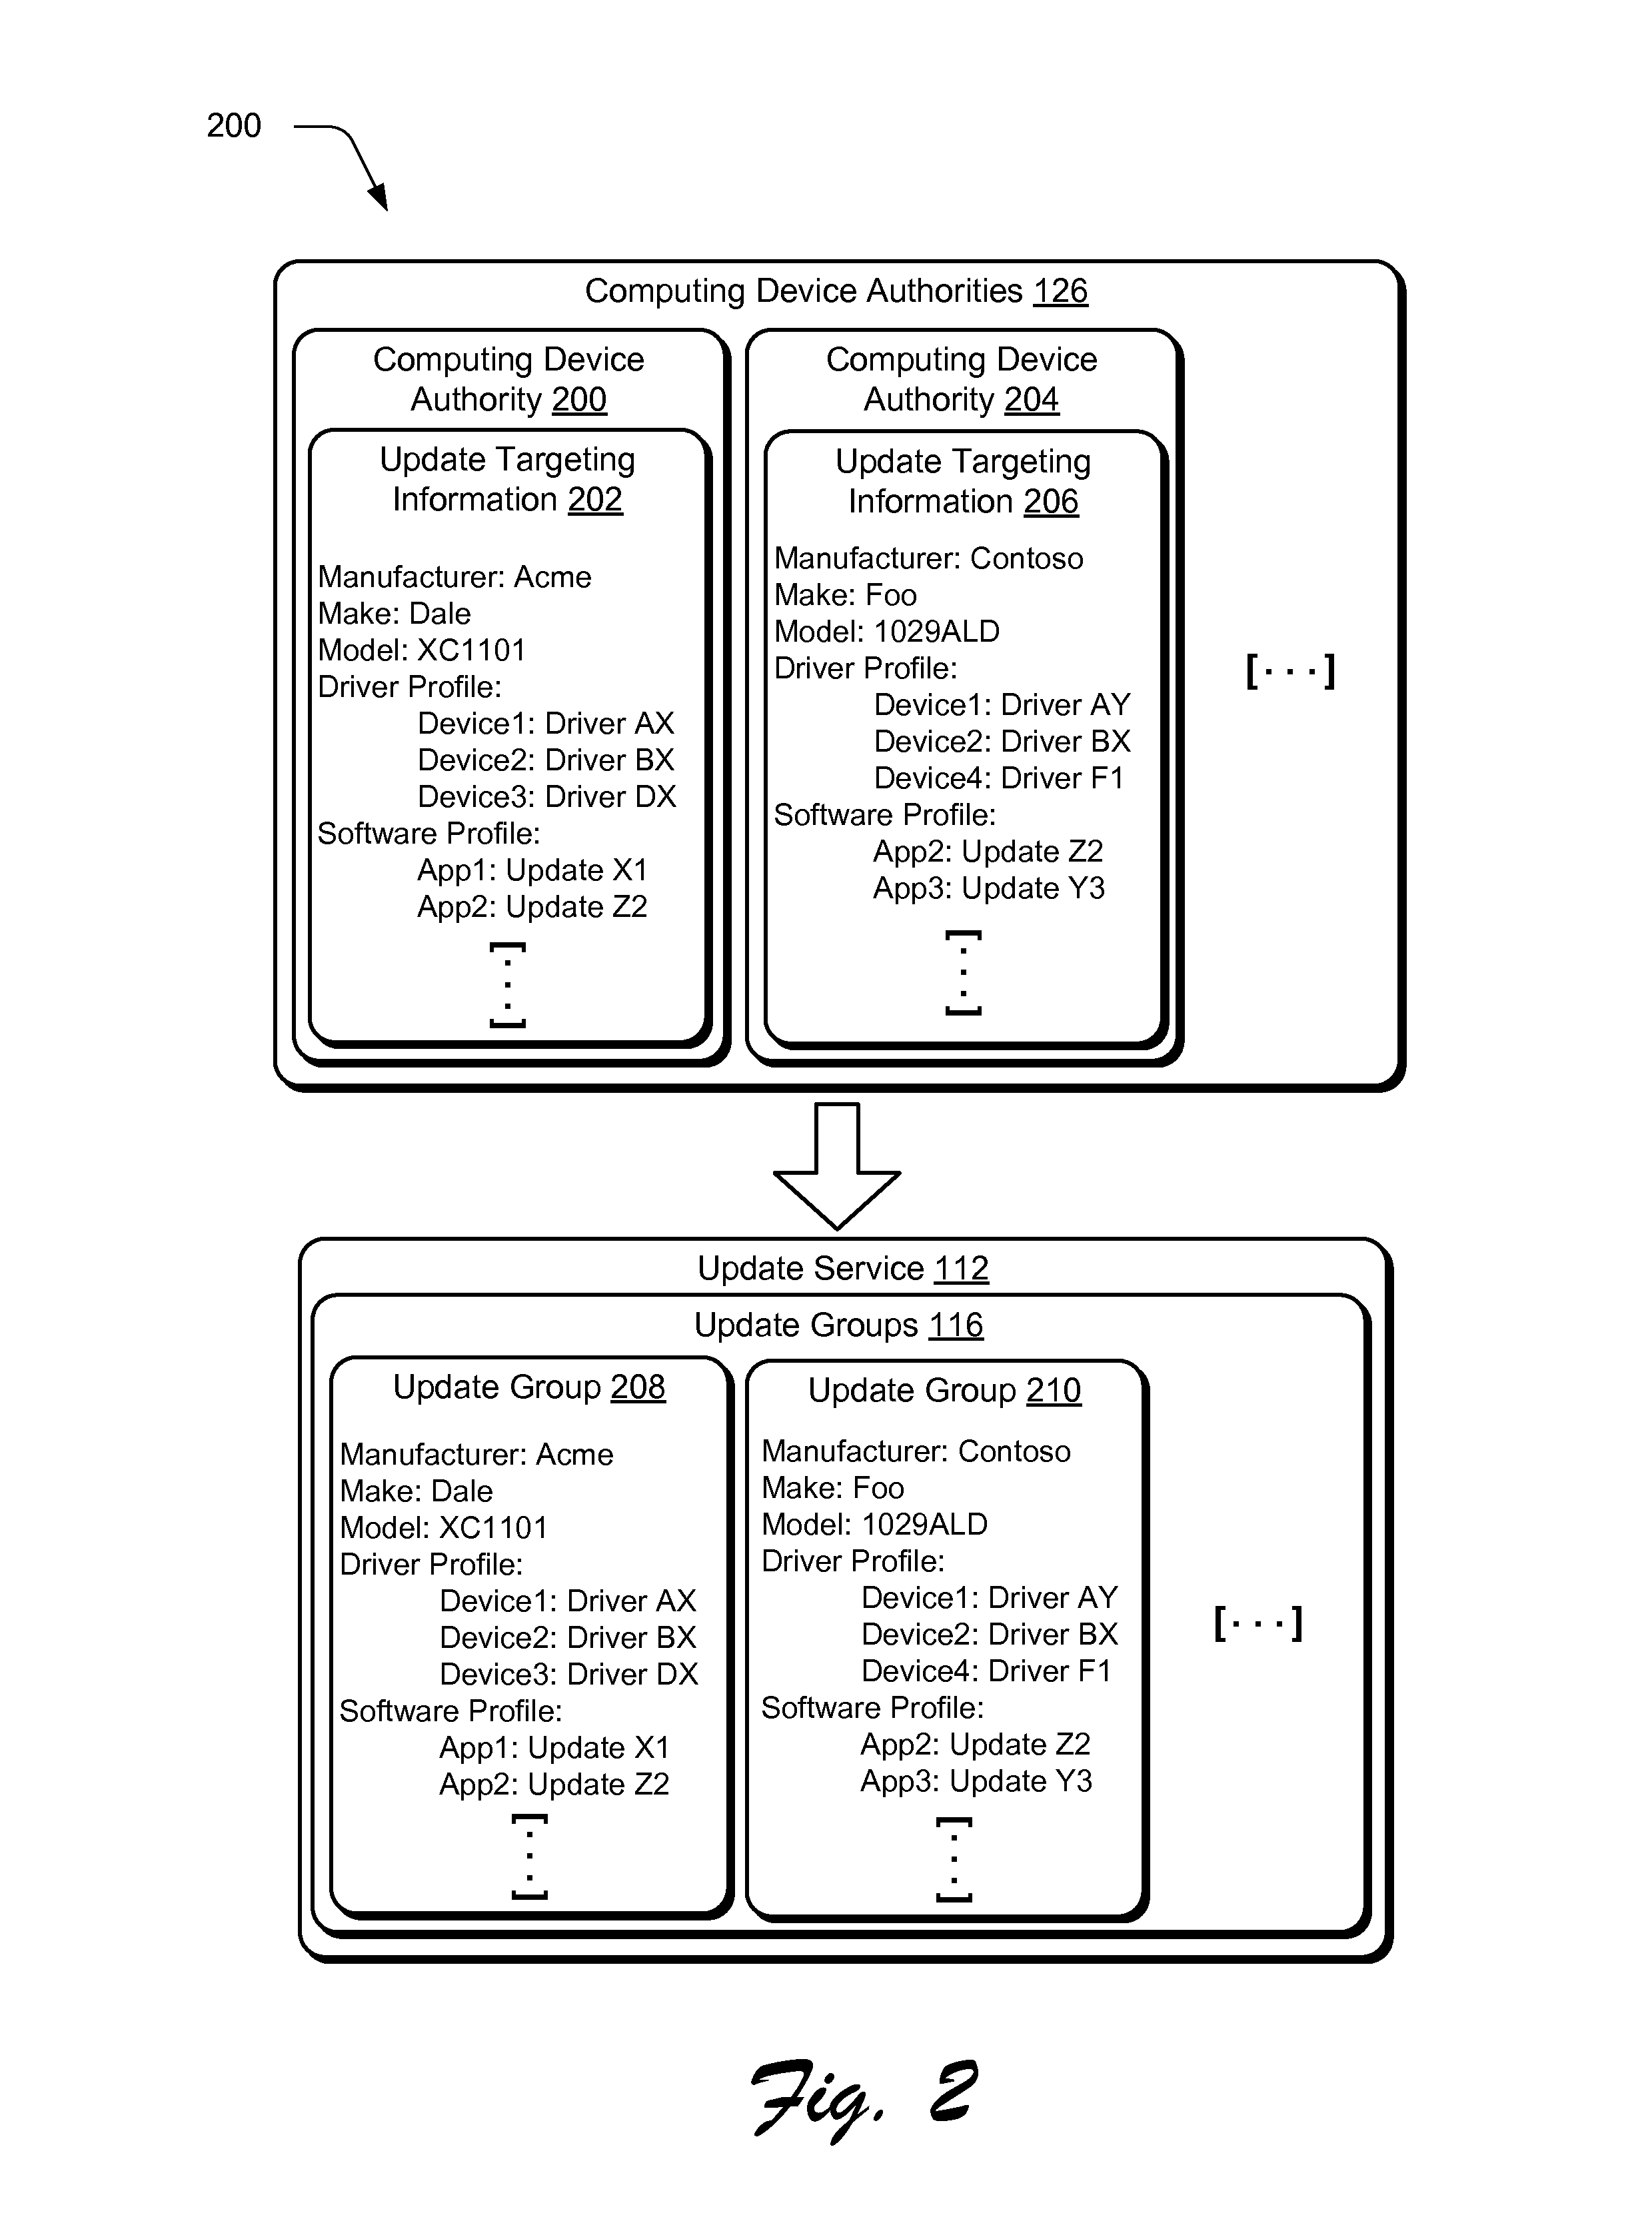 200
Computing Device Authorities 126
Computing Device
Authority 200
Update Targeting
Information 202
Manufacturer: Acme
Make: Dale
Model: XC1101
Driver Profile:
Device1: Driver AX
Device2: Driver BX
Device3: Driver DX
Software Profile:
App1: Update X1
App2: Update Z2
[...]
Computing Device
Authority 204
Update Targeting
Information 206
Manufacturer: Contoso
Make: Foo
Model: 1029ALD
Driver Profile:
Device1: Driver AY
Device2: Driver BX
Device4: Driver F1
Software Profile:
App2: Update Z2
App3: Update Y3
[...]
[...]
Update Service 112
Update Groups 116
Update Group 208
Manufacturer: Acme
Make: Dale
Model: XC1101
Driver Profile:
Device1: Driver AX
Device2: Driver BX
Device3: Driver DX
Software Profile:
App1: Update X1
App2: Update Z2
[...]
Update Group 210
Manufacturer: Contoso
Make: Foo
Model: 1029ALD
Driver Profile:
Device1: Driver AY
Device2: Driver BX
Device4: Driver F1
Software Profile:
App2: Update Z2
App3: Update Y3
[...]
[...]
Fig. 2